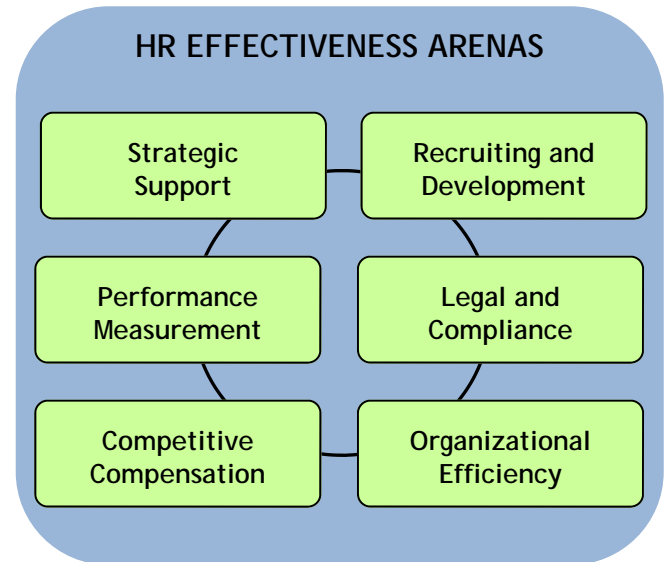 HR EFFECTIVENESS ARENAS
Strategic
Support
Recruiting and
Development
Performance
Measurement
Legal and
Compliance
Competitive
Compensation
Organizational
Efficiency